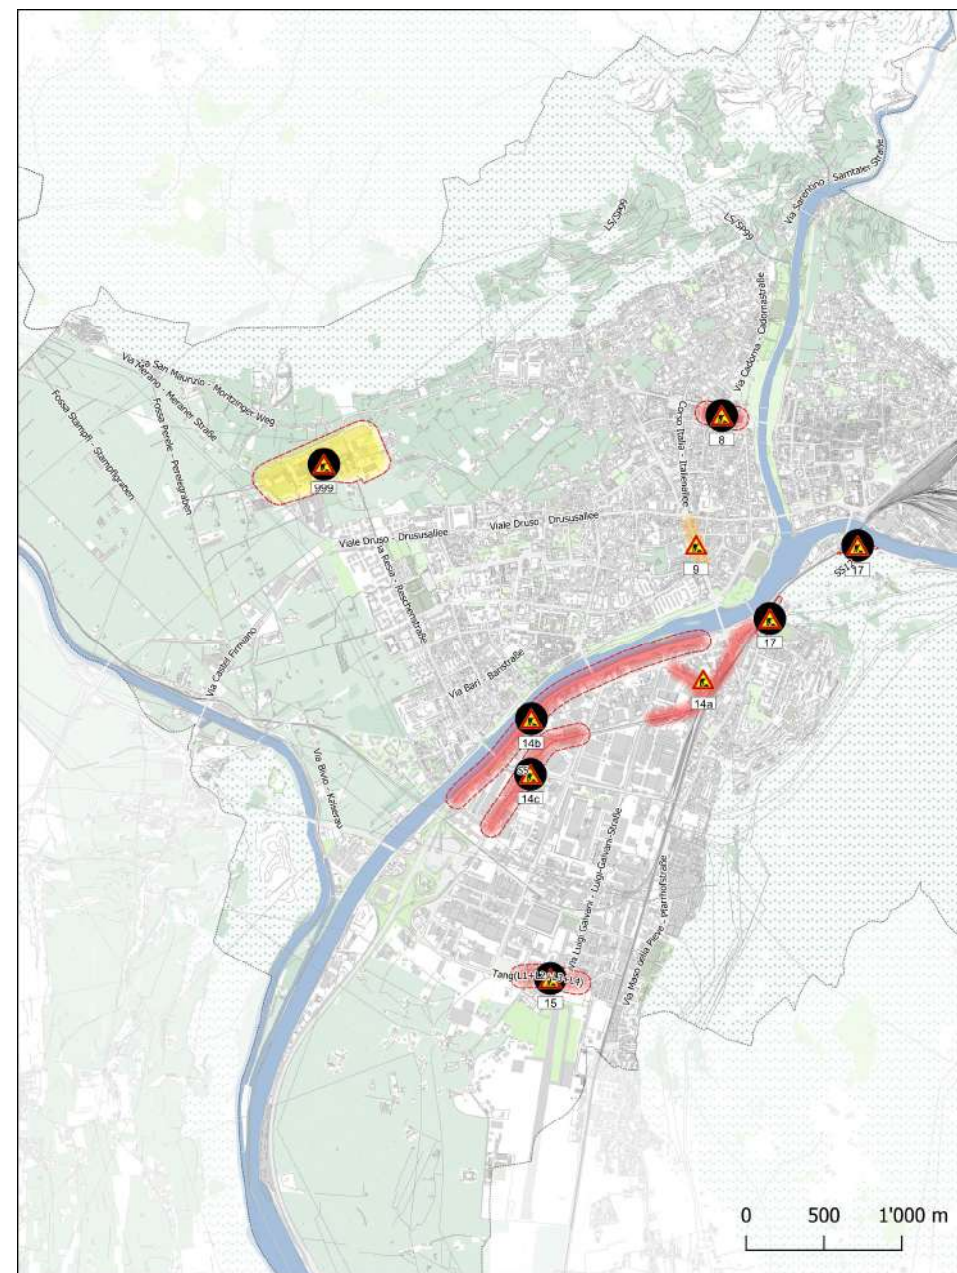 Via Sarentino - Sarntaler Straße
LS/SP99
LS/SP99
Via Cadorna - Cadornastraße
San Maurizio - Moritzinger Weg
Via Merano - Meraner Straße
Fossa Stampfl - Stampflgraben
Fossa Perele - Perelegraben
Corso Italia - Italienallee
8
999
Viale Druso - Drususallee
Viale Druso - Drususallee
9
SS12
17
Via Resia - Reschenstraße
17
Via Castel Firmiano
Via Bari - Baristraße
14a
14b
14c
Via Bivio - Kaiserau
Via Luigi Galvani - Luigi-Galvani-Straße
Via Maso della Pieve - Pfarrhofstraße
15
0 500 1'000 m